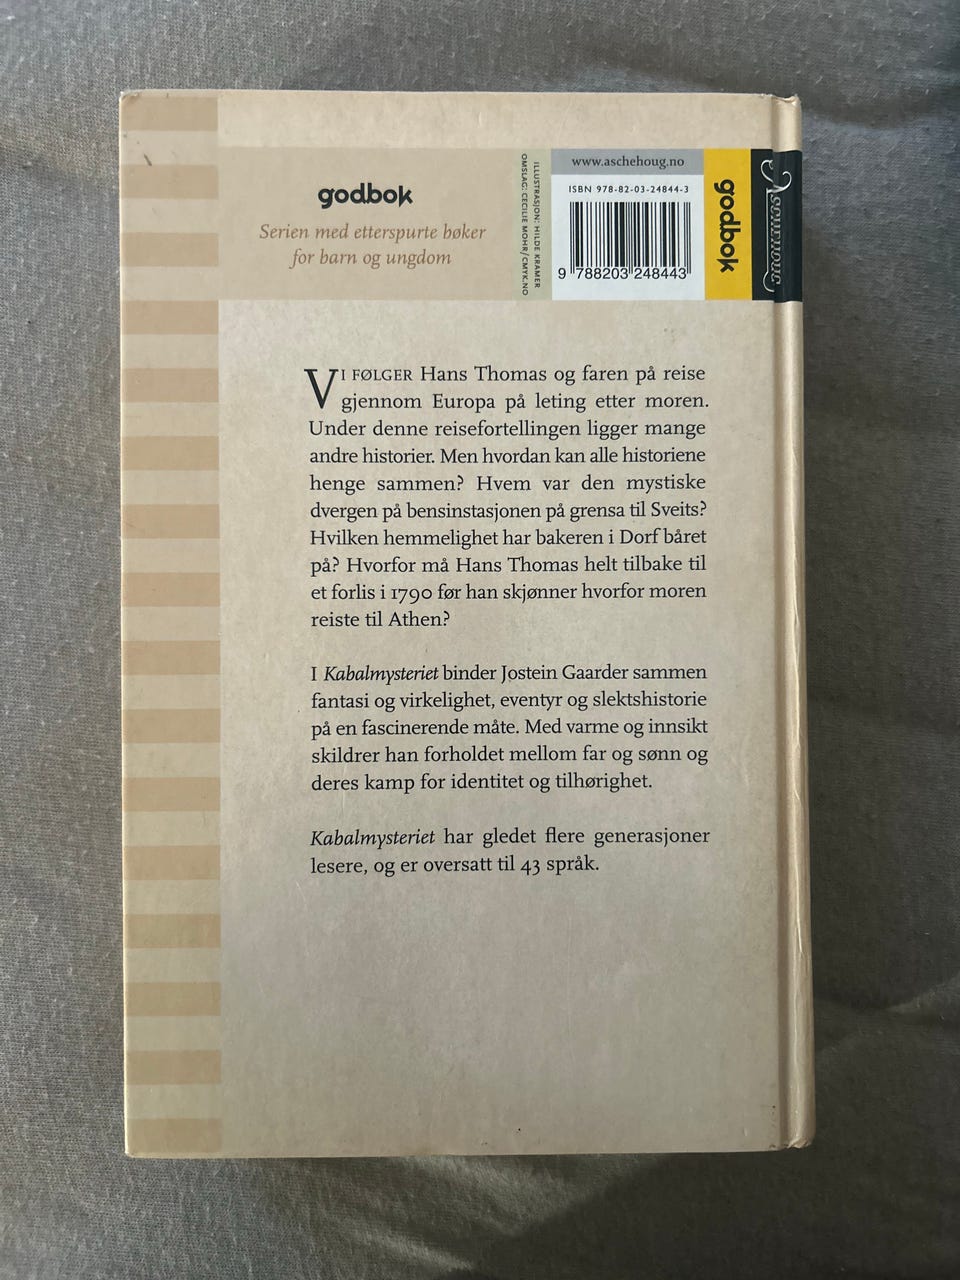 godbok
Serien med etterspurte bøker
for barn og ungdom
ILLUSTRASJON: HILDE KRAMER
OMSLAG: CECILIE MOHR/CMYK.NO
www.aschehoug.no
ISBN 978-82-03-24844-3
9 788203 248443
godbok
Aschehoug
VI FØLGER Hans Thomas og faren på reise
gjennom Europa på leting etter moren.
Under denne reisefortellingen ligger mange
andre historier. Men hvordan kan alle historiene
henge sammen? Hvem var den mystiske
dvergen på bensinstasjonen på grensa til Sveits?
Hvilken hemmelighet har bakeren i Dorf båret
på? Hvorfor må Hans Thomas helt tilbake til
et forlis i 1790 før han skjønner hvorfor moren
reiste til Athen?
I Kabalmysteriet binder Jostein Gaarder sammen
fantasi og virkelighet, eventyr og slektshistorie
på en fascinerende måte. Med varme og innsikt
skildrer han forholdet mellom far og sønn og
deres kamp for identitet og tilhørighet.
Kabalmysteriet har gledet flere generasjoner
lesere, og er oversatt til 43 språk.